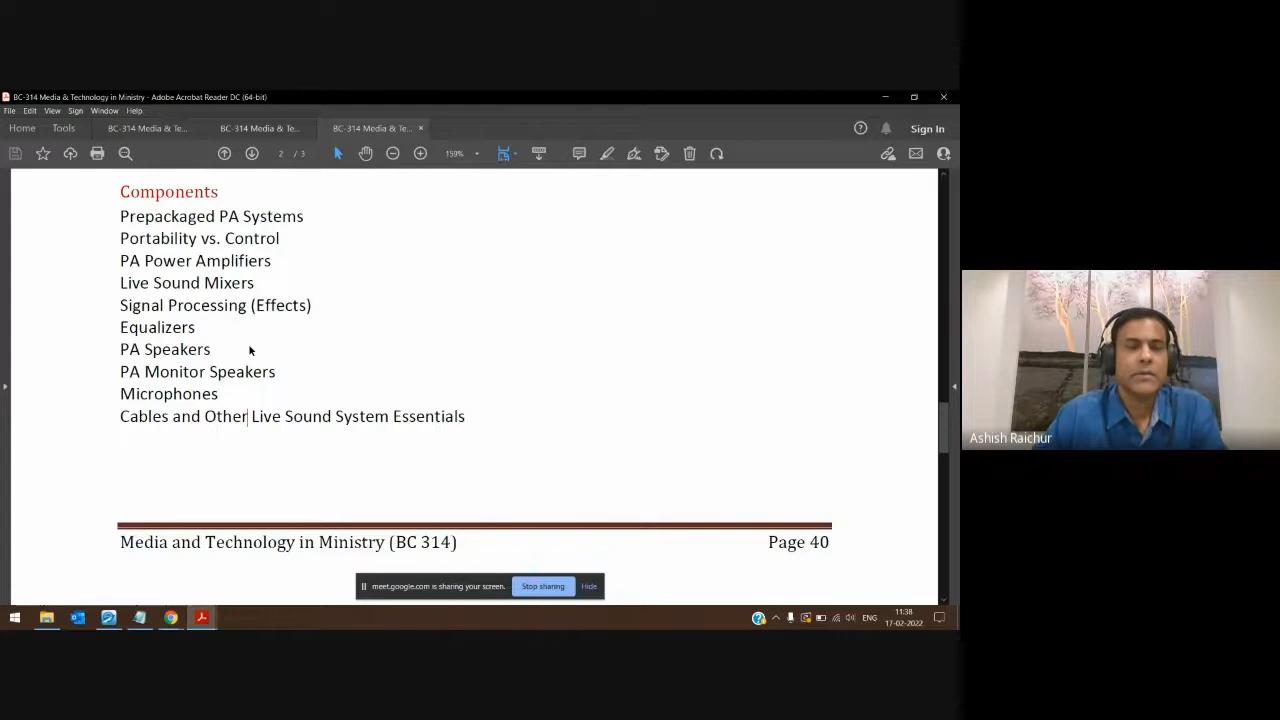 BC-314 Media & Technology in Ministry - Adobe Acrobat Reader DC (64-bit)
File Edit View Sign Window Help
Home Tools BC-314 Media & Te... BC-314 Media & Te... BC-314 Media & Te... × Sign In
2 / 3 159%
Components
Prepackaged PA Systems
Portability vs. Control
PA Power Amplifiers
Live Sound Mixers
Signal Processing (Effects)
Equalizers
PA Speakers
PA Monitor Speakers
Microphones
Cables and Other Live Sound System Essentials
Media and Technology in Ministry (BC 314) Page 40
meet.google.com is sharing your screen. Stop sharing Hide
ENG 11:38
17-02-2022
Ashish Raichur